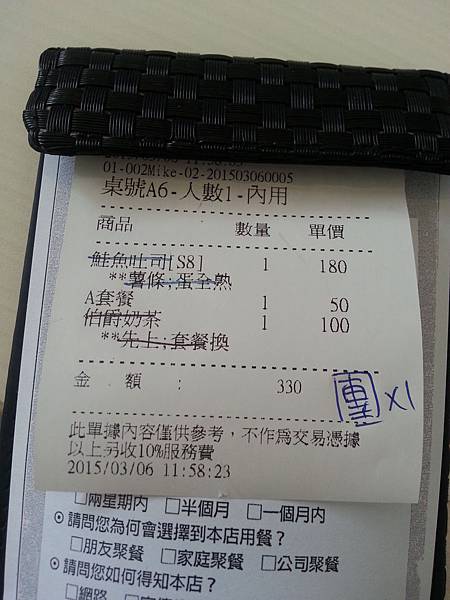 01-002Mike-02-201503060005
桌號A6-人數1-內用
商品 數量 單價
鮭魚吐司[S8] 1 180
**薯條;蛋全熟
A套餐 1 50
伯爵奶茶 1 100
**先上;套餐換
金 額 : 330
x1
此單據內容僅供參考，不作為交易憑據
以上另收10%服務費
2015/03/06 11:58:23
□兩星期內 □半個月 □一個月內
⊙請問您為何會選擇到本店用餐?
□朋友聚餐 □家庭聚餐 □公司聚餐
⊙請問您如何得知本店?
□網路